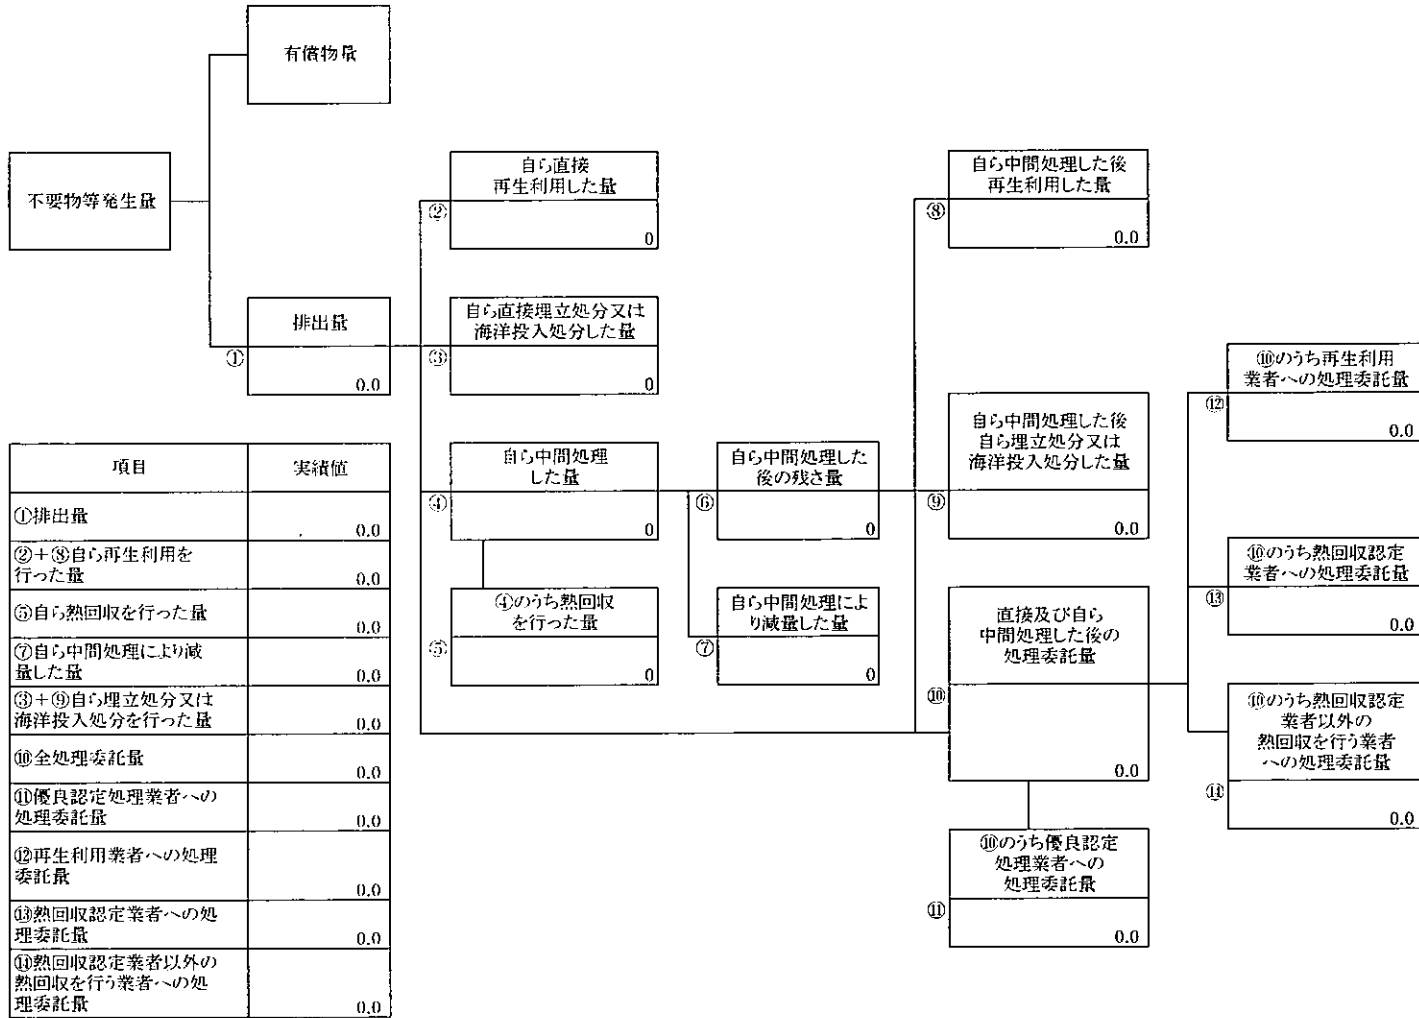 有償物量
不要物等発生量
排出量
①
0.0
自ら直接
再生利用した量
②
0
自ら直接埋立処分又は
海洋投入処分した量
③
0
自ら中間処理
した量
④
0
④のうち熱回収
を行った量
⑤
0
自ら中間処理した
後の残さ量
⑥
0
自ら中間処理によ
り減量した量
⑦
0
自ら中間処理した後
再生利用した量
⑧
0.0
自ら中間処理した後
自ら埋立処分又は
海洋投入処分した量
⑨
0.0
直接及び自ら
中間処理した後の
処理委託量
⑩
0.0
⑩のうち優良認定
処理業者への
処理委託量
⑪
0.0
⑩のうち再生利用
業者への処理委託量
⑫
0.0
⑩のうち熱回収認定
業者への処理委託量
⑬
0.0
⑩のうち熱回収認定
業者以外の
熱回収を行う業者
への処理委託量
⑭
0.0
項目 実績値
①排出量 0.0
②+⑧自ら再生利用を
行った量 0.0
⑤自ら熱回収を行った量 0.0
⑦自ら中間処理により減
量した量 0.0
③+⑨自ら埋立処分又は
海洋投入処分を行った量 0.0
⑩全処理委託量 0.0
⑪優良認定処理業者への
処理委託量 0.0
⑫再生利用業者への処理
委託量 0.0
⑬熱回収認定業者への処
理委託量 0.0
⑭熱回収認定業者以外の
熱回収を行う業者への処
理委託量 0.0